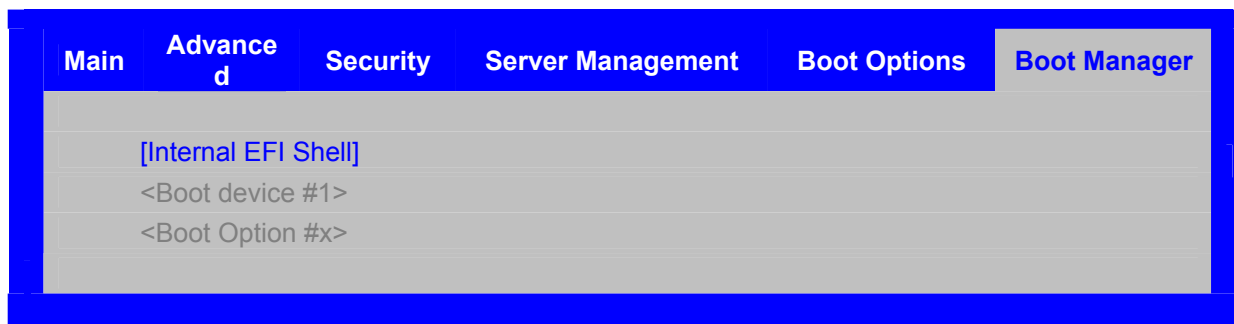 Main Advance
d Security Server Management Boot Options Boot Manager
[Internal EFI Shell]
<Boot device #1>
<Boot Option #x>